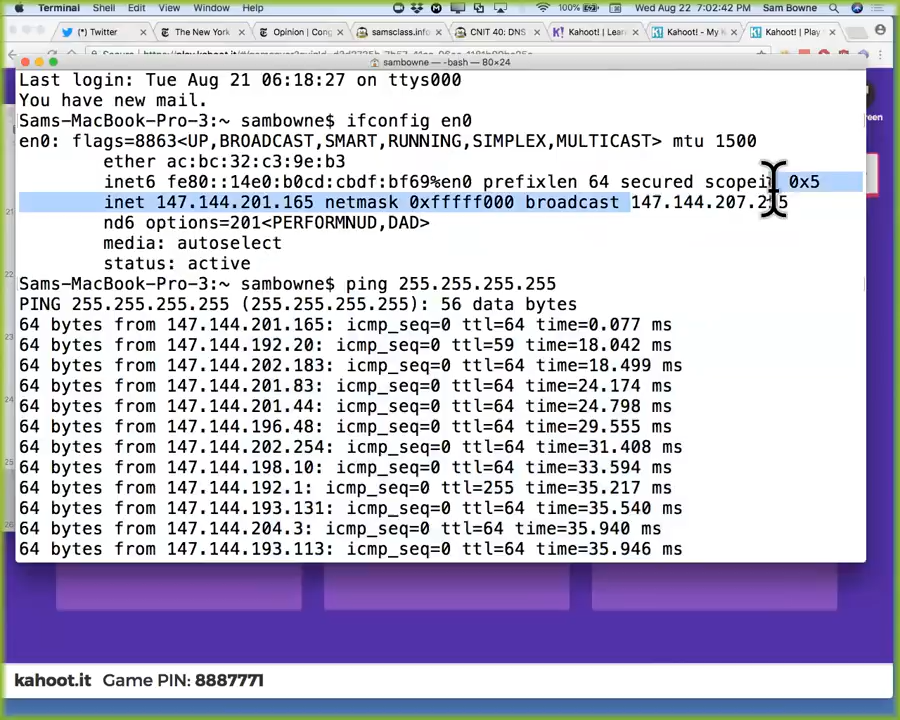 Terminal Shell Edit View Window Help 100% Wed Aug 22 7:02:42 PM Sam Bowne
(*) Twitter × The New York × Opinion | Cong × samsclass.info × CNIT 40: DNS × Kahoot! | Lear × Kahoot! - My K × Kahoot! | Play ×
sambowne — -bash — 80×24
Last login: Tue Aug 21 06:18:27 on ttys000
You have new mail.
Sams-MacBook-Pro-3:~ sambowne$ ifconfig en0
en0: flags=8863<UP,BROADCAST,SMART,RUNNING,SIMPLEX,MULTICAST> mtu 1500
ether ac:bc:32:c3:9e:b3
inet6 fe80::14e0:b0cd:cbdf:bf69%en0 prefixlen 64 secured scopeid 0x5
inet 147.144.201.165 netmask 0xfffff000 broadcast 147.144.207.255
nd6 options=201<PERFORMNUD,DAD>
media: autoselect
status: active
Sams-MacBook-Pro-3:~ sambowne$ ping 255.255.255.255
PING 255.255.255.255 (255.255.255.255): 56 data bytes
64 bytes from 147.144.201.165: icmp_seq=0 ttl=64 time=0.077 ms
64 bytes from 147.144.192.20: icmp_seq=0 ttl=59 time=18.042 ms
64 bytes from 147.144.202.183: icmp_seq=0 ttl=64 time=18.499 ms
64 bytes from 147.144.201.83: icmp_seq=0 ttl=64 time=24.174 ms
64 bytes from 147.144.201.44: icmp_seq=0 ttl=64 time=24.798 ms
64 bytes from 147.144.196.48: icmp_seq=0 ttl=64 time=29.555 ms
64 bytes from 147.144.202.254: icmp_seq=0 ttl=64 time=31.408 ms
64 bytes from 147.144.198.10: icmp_seq=0 ttl=64 time=33.594 ms
64 bytes from 147.144.192.1: icmp_seq=0 ttl=255 time=35.217 ms
64 bytes from 147.144.193.131: icmp_seq=0 ttl=64 time=35.540 ms
64 bytes from 147.144.204.3: icmp_seq=0 ttl=64 time=35.940 ms
64 bytes from 147.144.193.113: icmp_seq=0 ttl=64 time=35.946 ms
kahoot.it Game PIN: 8887771